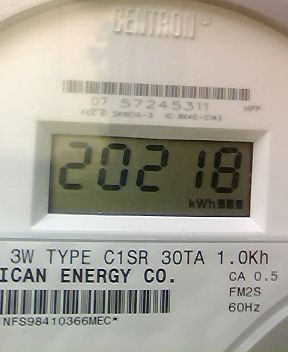 CENTRON®
07 57245311
HPP
20218
kWh
3W TYPE C1SR 30TA 1.0Kh
ICAN ENERGY CO.
CA 0.5
FM2S
60Hz
NFS98410366MEC*